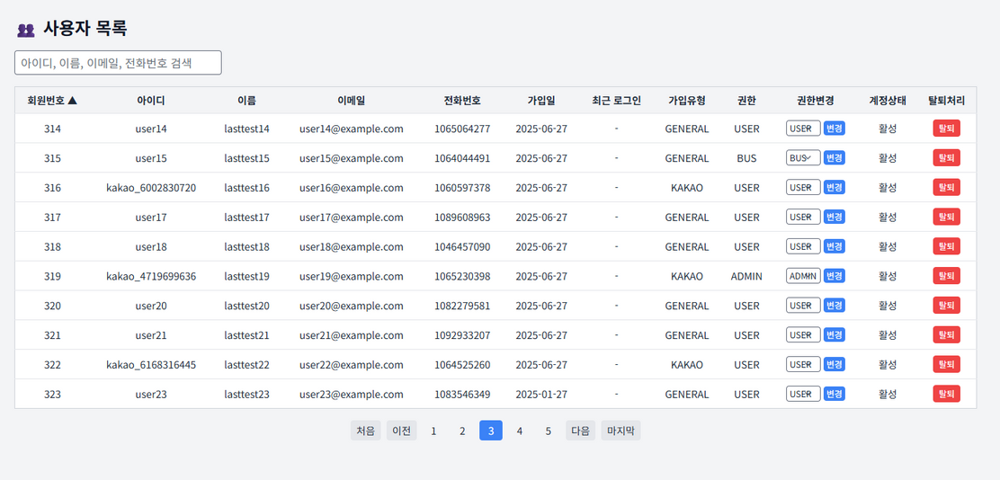 사용자 목록
아이디, 이름, 이메일, 전화번호 검색
회원번호 ▲ 아이디 이름 이메일 전화번호 가입일 최근 로그인 가입유형 권한 권한변경 계정상태 탈퇴처리
314 user14 lasttest14 user14@example.com 1065064277 2025-06-27 - GENERAL USER USER 변경 활성 탈퇴
315 user15 lasttest15 user15@example.com 1064044491 2025-06-27 - GENERAL BUS BUS 변경 활성 탈퇴
316 kakao_6002830720 lasttest16 user16@example.com 1060597378 2025-06-27 - KAKAO USER USER 변경 활성 탈퇴
317 user17 lasttest17 user17@example.com 1089608963 2025-06-27 - GENERAL USER USER 변경 활성 탈퇴
318 user18 lasttest18 user18@example.com 1046457090 2025-06-27 - GENERAL USER USER 변경 활성 탈퇴
319 kakao_4719699636 lasttest19 user19@example.com 1065230398 2025-06-27 - KAKAO ADMIN ADMIN 변경 활성 탈퇴
320 user20 lasttest20 user20@example.com 1082279581 2025-06-27 - GENERAL USER USER 변경 활성 탈퇴
321 user21 lasttest21 user21@example.com 1092933207 2025-06-27 - GENERAL USER USER 변경 활성 탈퇴
322 kakao_6168316445 lasttest22 user22@example.com 1064525260 2025-06-27 - KAKAO USER USER 변경 활성 탈퇴
323 user23 lasttest23 user23@example.com 1083546349 2025-01-27 - GENERAL USER USER 변경 활성 탈퇴
처음 이전 1 2 3 4 5 다음 마지막